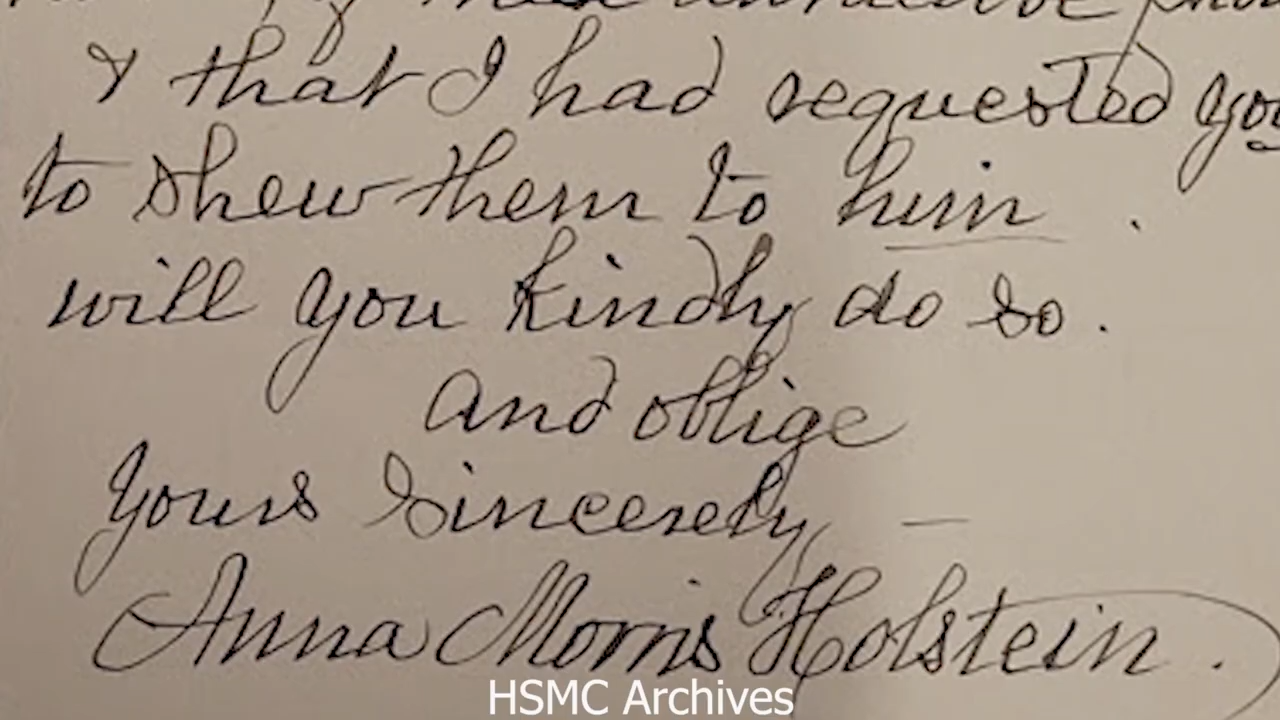 & that I had requested you
to shew them to him .
will you kindly do so .
and oblige
Yours Sincerely —
Anna Morris Holstein .
HSMC Archives